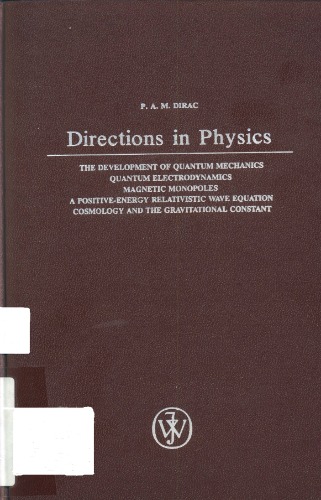 P. A. M. DIRAC
Directions in Physics
THE DEVELOPMENT OF QUANTUM MECHANICS
QUANTUM ELECTRODYNAMICS
MAGNETIC MONOPOLES
A POSITIVE-ENERGY RELATIVISTIC WAVE EQUATION
COSMOLOGY AND THE GRAVITATIONAL CONSTANT
JW